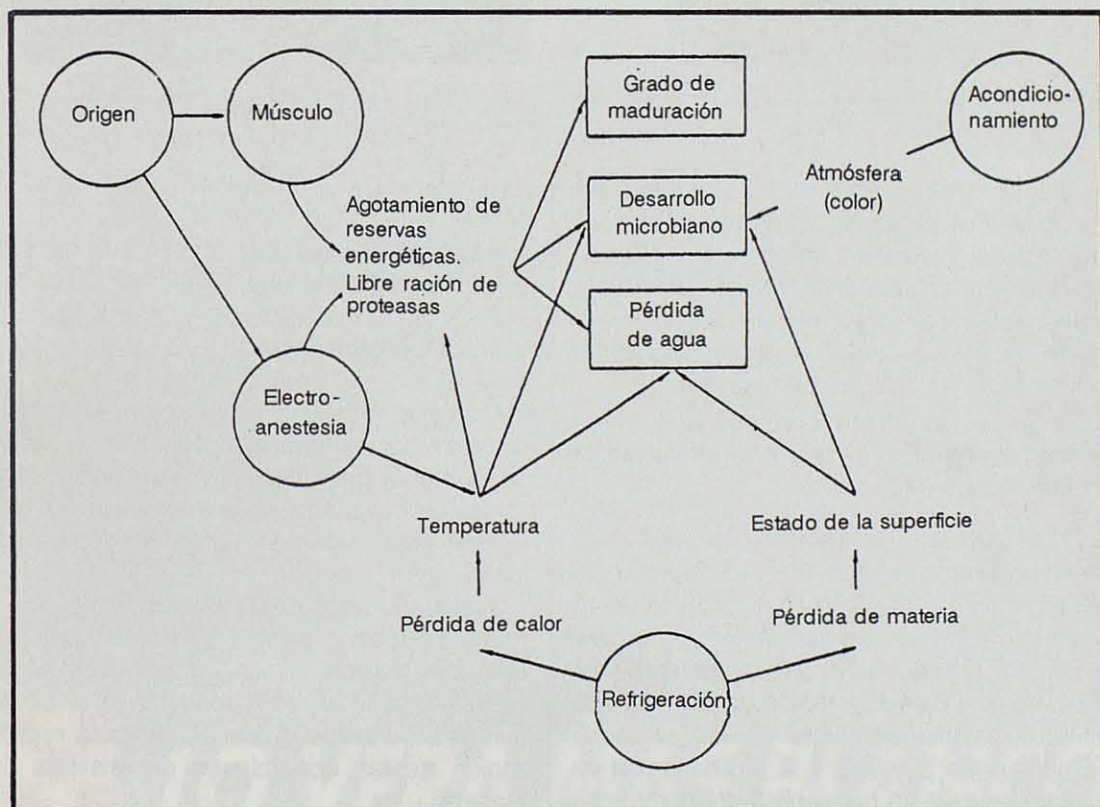 Origen
Músculo
Grado de
maduración
Acondicio-
namiento
Atmósfera
(color)
Desarrollo
microbiano
Agotamiento de
reservas
energéticas.
Libre ración de
proteasas
Pérdida
de agua
Electro-
anestesia
Temperatura
Estado de la superficie
Pérdida de calor
Pérdida de materia
Refrigeración